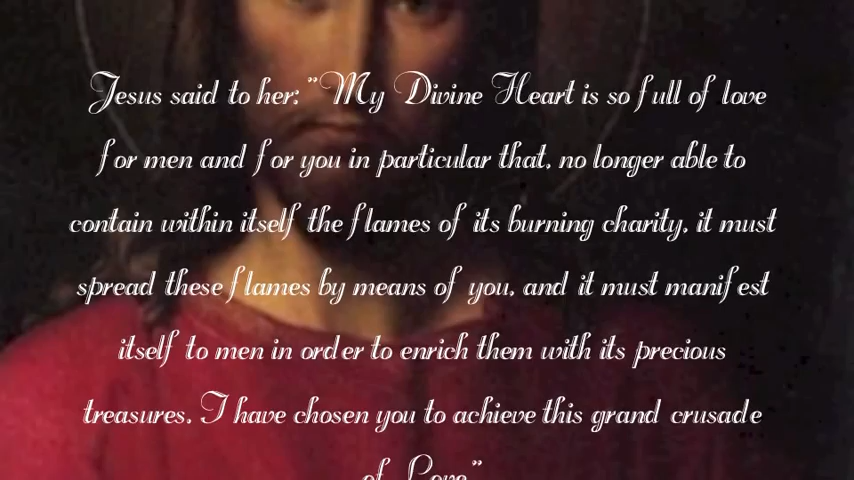 Jesus said to her: "My Divine Heart is so full of love
for men and for you in particular that, no longer able to
contain within itself the flames of its burning charity, it must
spread these flames by means of you, and it must manifest
itself to men in order to enrich them with its precious
treasures. I have chosen you to achieve this grand crusade
of Love"